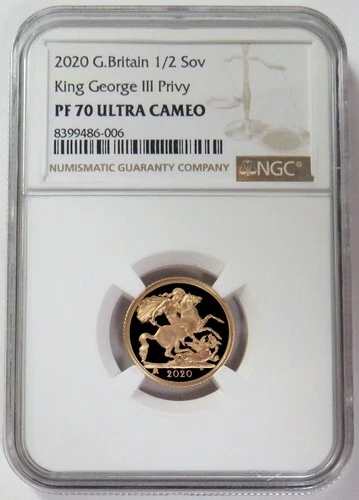 2020 G.Britain 1/2 Sov
King George III Privy
PF 70 ULTRA CAMEO
8399486-006
NUMISMATIC GUARANTY COMPANY NGC®
2020